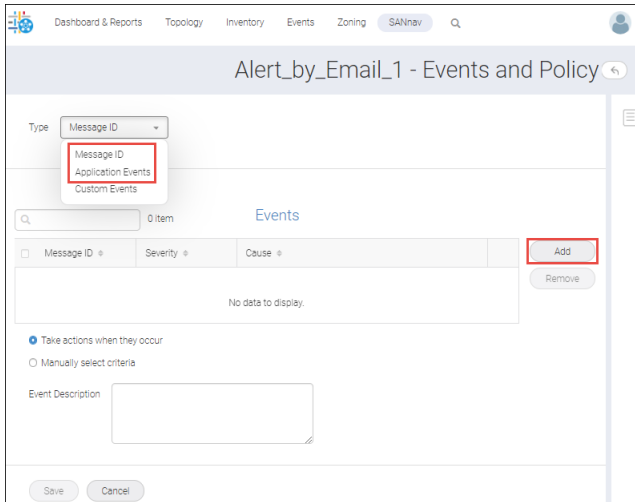 Dashboard & Reports Topology Inventory Events Zoning SANnav
Alert_by_Email_1 - Events and Policy
Type Message ID
Message ID
Application Events
Custom Events
0 item Events
Message ID Severity Cause Add
Remove
No data to display.
Take actions when they occur
Manually select criteria
Event Description
Save Cancel